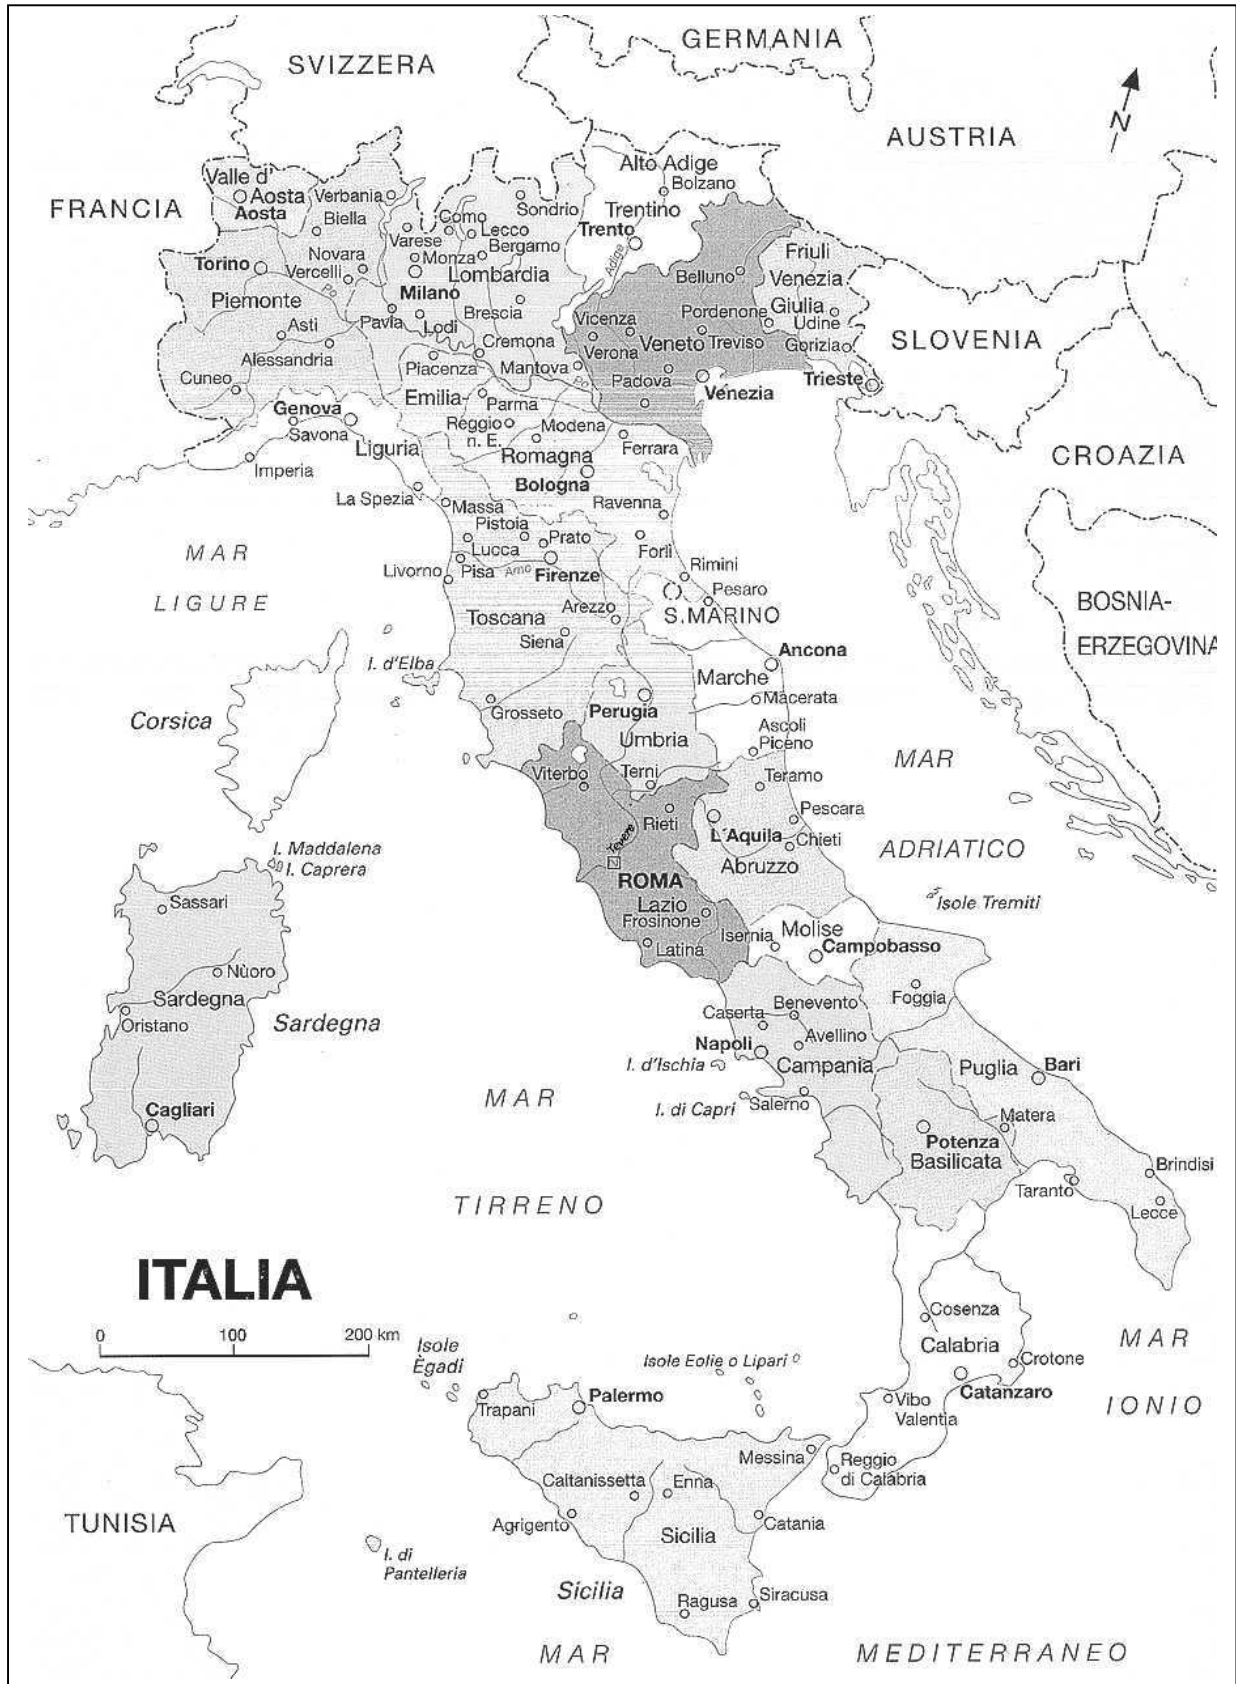 GERMANIA
SVIZZERA
N
AUSTRIA
Alto Adige
Bolzano
Valle d'
Aosta
Aosta
Verbania
Biella
Sondrio
Trentino
Trento
FRANCIA
Como
Lecco
Varese
Bergamo
Monza
Lombardia
Adige
Friuli
Venezia
Giulia
Belluno
Novara
Torino
Vercelli
Po
Milano
Piemonte
Pavia
Lodi
Brescia
Vicenza
Pordenone
Udine
Asti
Cremona
Verona
Veneto
Treviso
Gorizia
SLOVENIA
Alessandria
Piacenza
Mantova
Po
Padova
Venezia
Trieste
Cuneo
Emilia-
Parma
Genova
Savona
Reggio
n. E.
Modena
Liguria
Romagna
Ferrara
Imperia
Bologna
CROAZIA
La Spezia
Massa
Ravenna
Pistoia
Prato
MAR
LIGURE
Lucca
Forlì
Rimini
Livorno
Pisa
Arno
Firenze
Pesaro
Arezzo
S.MARINO
BOSNIA-
ERZEGOVINA
Toscana
Siena
Ancona
I. d'Elba
Marche
Macerata
Corsica
Grosseto
Perugia
Umbria
Ascoli
Piceno
MAR
ADRIATICO
Viterbo
Terni
Teramo
Rieti
Pescara
Tevere
L'Aquila
Chieti
I. Maddalena
I. Caprera
Abruzzo
ROMA
Lazio
Isole Tremiti
Sassari
Frosinone
Isernia
Molise
Latina
Campobasso
Nùoro
Sardegna
Oristano
Sardegna
Foggia
Benevento
Caserta
Avellino
Napoli
I. d'Ischia
Campania
Puglia
Bari
MAR
TIRRENO
I. di Capri
Salerno
Cagliari
Matera
Potenza
Basilicata
Brindisi
Taranto
Lecce
ITALIA
0 100 200 km
Cosenza
Calabria
MAR
IONIO
Isole
Ègadi
Isole Eolie o Lipari
Crotone
Catanzaro
Trapani
Palermo
Vibo
Valentia
Messina
Reggio
di Calabria
Caltanissetta
Enna
TUNISIA
Agrigento
Catania
Sicilia
I. di
Pantelleria
Sicilia
Ragusa
Siracusa
MAR MEDITERRANEO